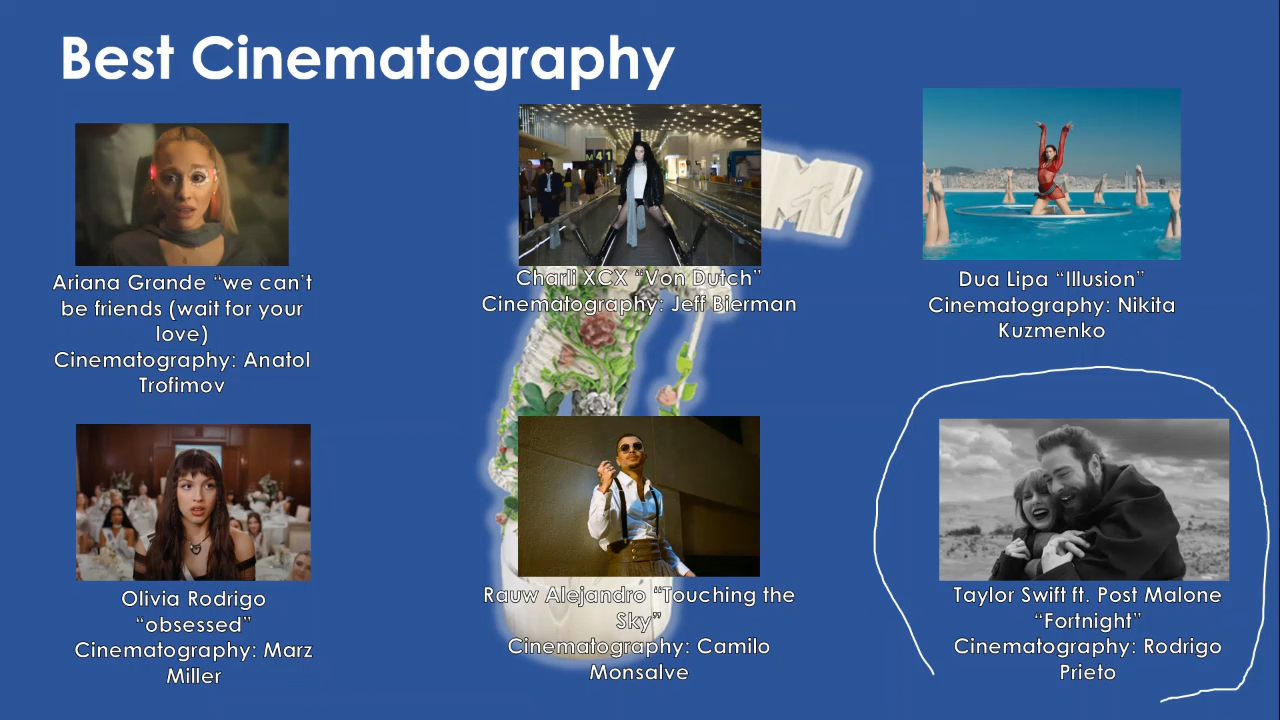 Best Cinematography
M41
Ariana Grande “we can’t
be friends (wait for your
love)
Cinematography: Anatol
Trofimov
Charli XCX “Von Dutch”
Cinematography: Jeff Bierman
Dua Lipa “Illusion”
Cinematography: Nikita
Kuzmenko
Olivia Rodrigo
“obsessed”
Cinematography: Marz
Miller
Rauw Alejandro “Touching the
Sky”
Cinematography: Camilo
Monsalve
Taylor Swift ft. Post Malone
“Fortnight”
Cinematography: Rodrigo
Prieto